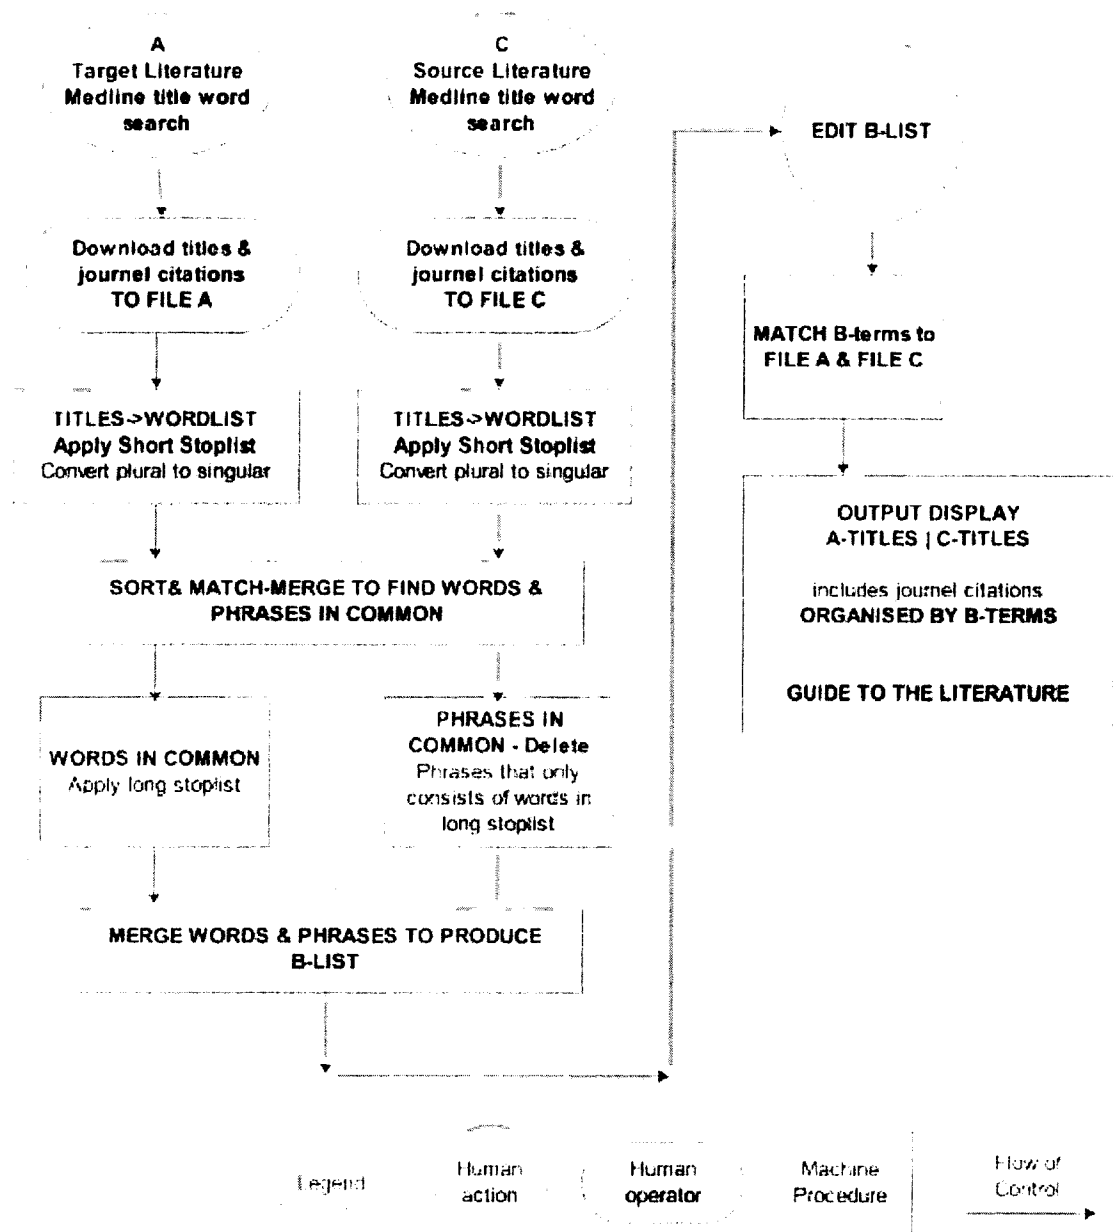 A
Target Literature
Medline title word
search
C
Source Literature
Medline title word
search
EDIT B-LIST
Download titles &
journel citations
TO FILE A
Download titles &
journel citations
TO FILE C
MATCH B-terms to
FILE A & FILE C
TITLES->WORDLIST
Apply Short Stoplist
Convert plural to singular
TITLES->WORDLIST
Apply Short Stoplist
Convert plural to singular
OUTPUT DISPLAY
A-TITLES | C-TITLES
includes journel citations
ORGANISED BY B-TERMS
GUIDE TO THE LITERATURE
SORT& MATCH-MERGE TO FIND WORDS &
PHRASES IN COMMON
WORDS IN COMMON
Apply long stoplist
PHRASES IN
COMMON - Delete
Phrases that only
consists of words in
long stoplist
MERGE WORDS & PHRASES TO PRODUCE
B-LIST
Legend
Human
action
Human
operator
Machine
Procedure
Flow of
Control